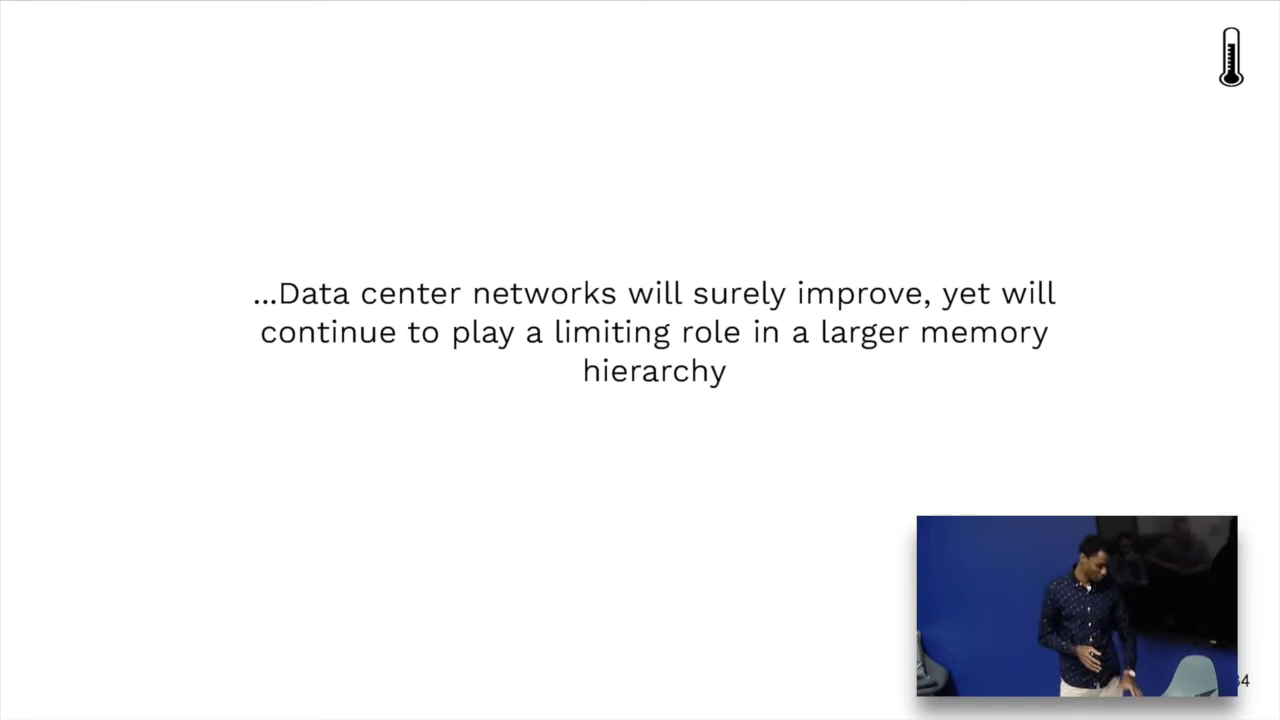 ...Data center networks will surely improve, yet will
continue to play a limiting role in a larger memory
hierarchy